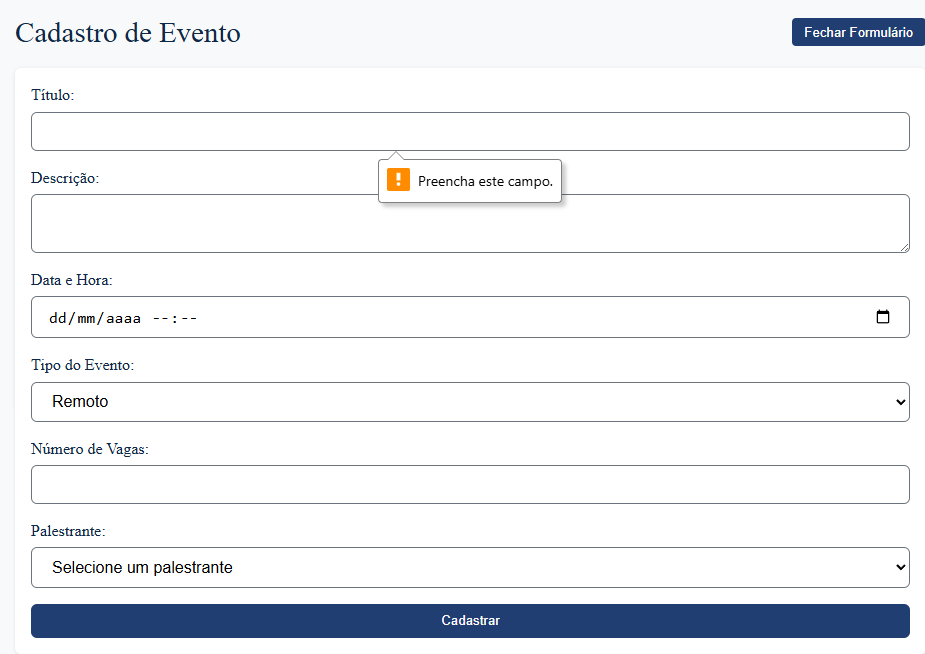 Cadastro de Evento
Fechar Formulário
Título:
Preencha este campo.
Descrição:
Data e Hora:
dd/mm/aaaa --:--
Tipo do Evento:
Remoto
Número de Vagas:
Palestrante:
Selecione um palestrante
Cadastrar